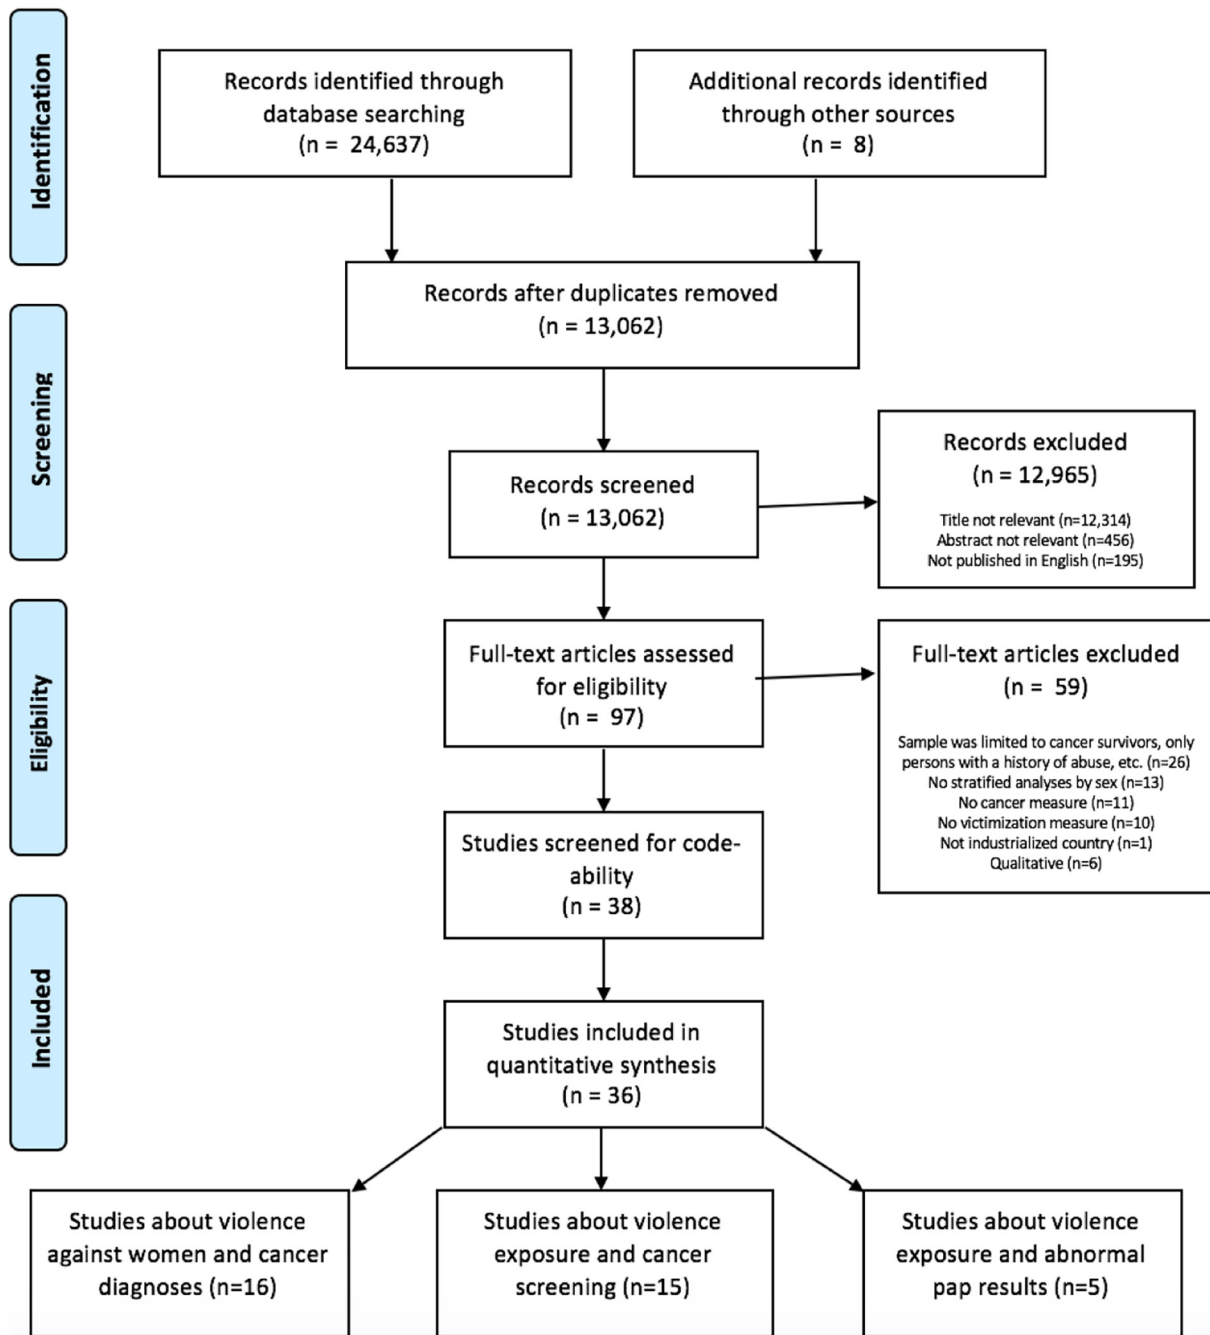 Identification
Records identified through
database searching
(n = 24,637)
Additional records identified
through other sources
(n = 8)
Records after duplicates removed
(n = 13,062)
Screening
Records screened
(n = 13,062)
Records excluded
(n = 12,965)
Title not relevant (n=12,314)
Abstract not relevant (n=456)
Not published in English (n=195)
Eligibility
Full-text articles assessed
for eligibility
(n = 97)
Full-text articles excluded
(n = 59)
Sample was limited to cancer survivors, only
persons with a history of abuse, etc. (n=26)
No stratified analyses by sex (n=13)
No cancer measure (n=11)
No victimization measure (n=10)
Not industrialized country (n=1)
Qualitative (n=6)
Studies screened for code-
ability
(n = 38)
Included
Studies included in
quantitative synthesis
(n = 36)
Studies about violence
against women and cancer
diagnoses (n=16)
Studies about violence
exposure and cancer
screening (n=15)
Studies about violence
exposure and abnormal
pap results (n=5)